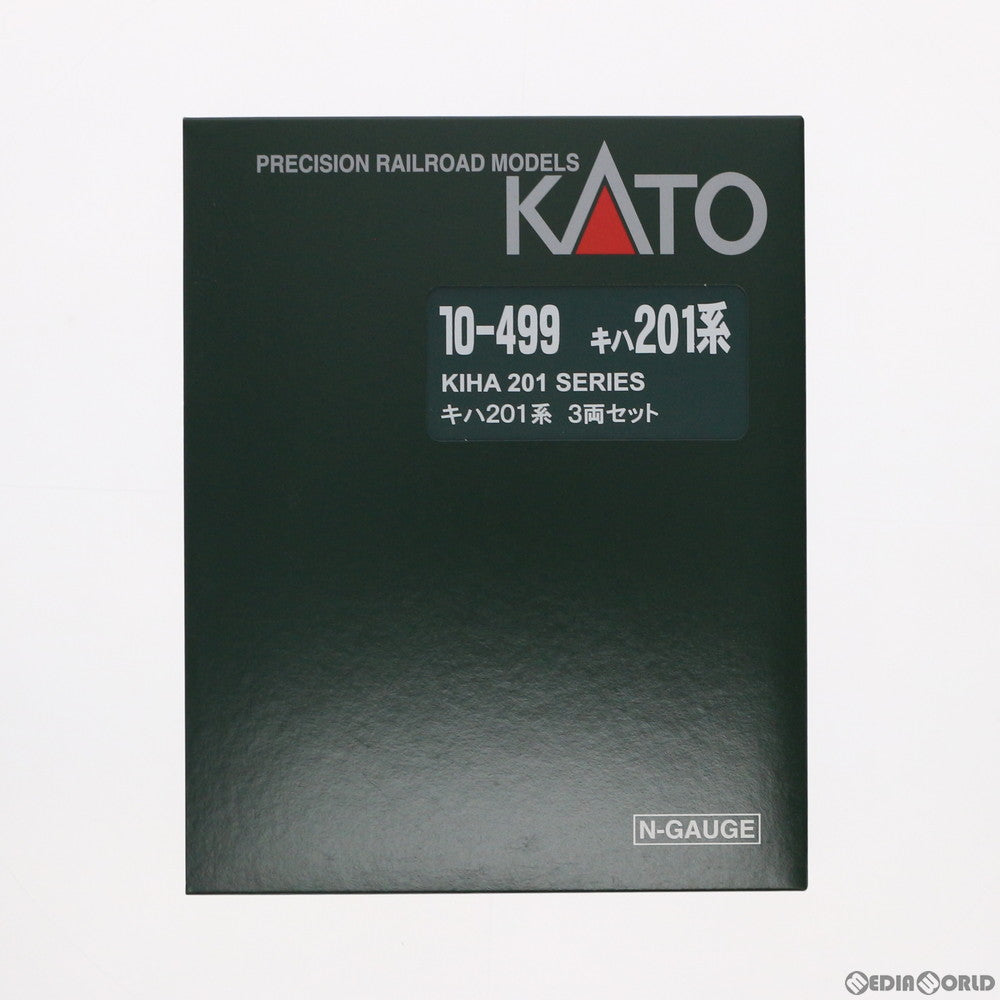 PRECISION RAILROAD MODELS
KATO
10-499 キハ201系
KIHA 201 SERIES
キハ201系 3両セット
N-GAUGE
MEDIAWORLD